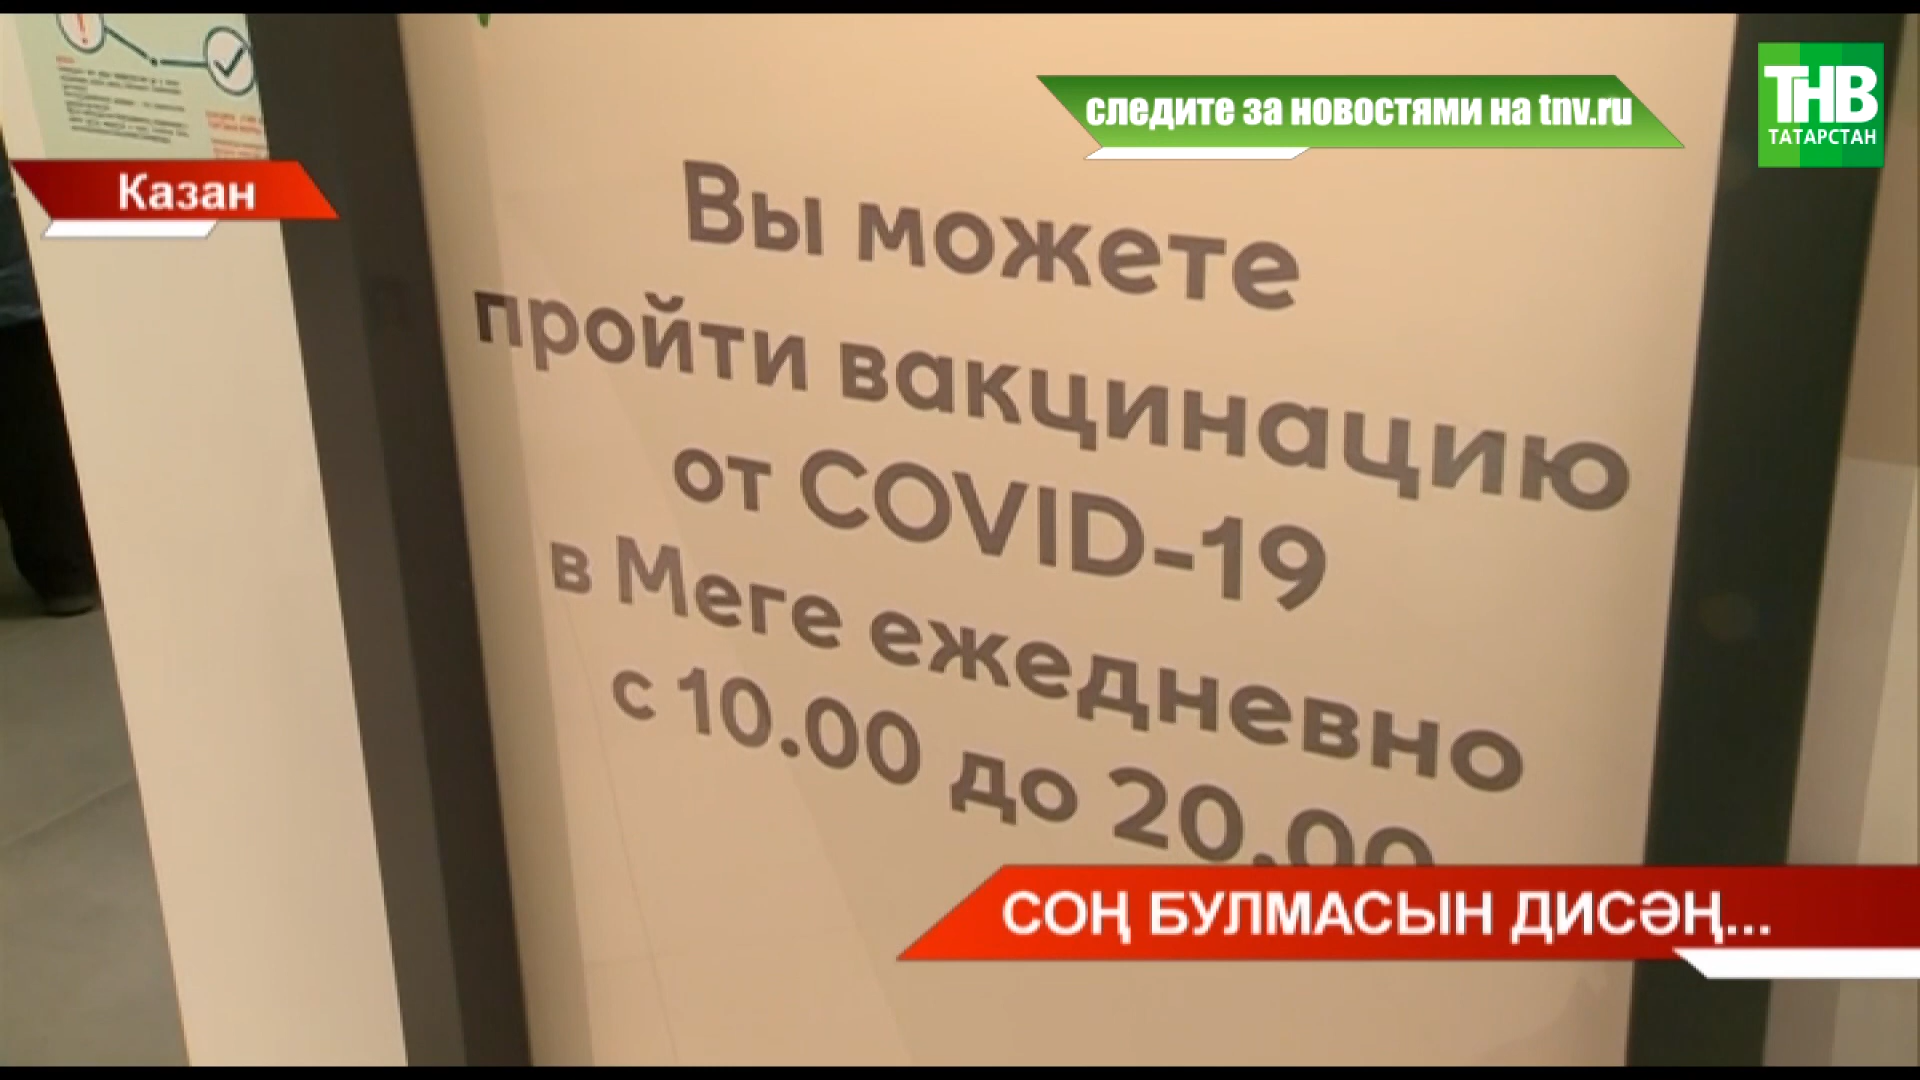 следите за новостями на tnv.ru
ТНВ
ТАТАРСТАН
Казан
Вы можете
пройти вакцинацию
от COVID-19
в Меге ежедневно
с 10.00 до 20.00
СОҢ БУЛМАСЫН ДИСӘҢ...